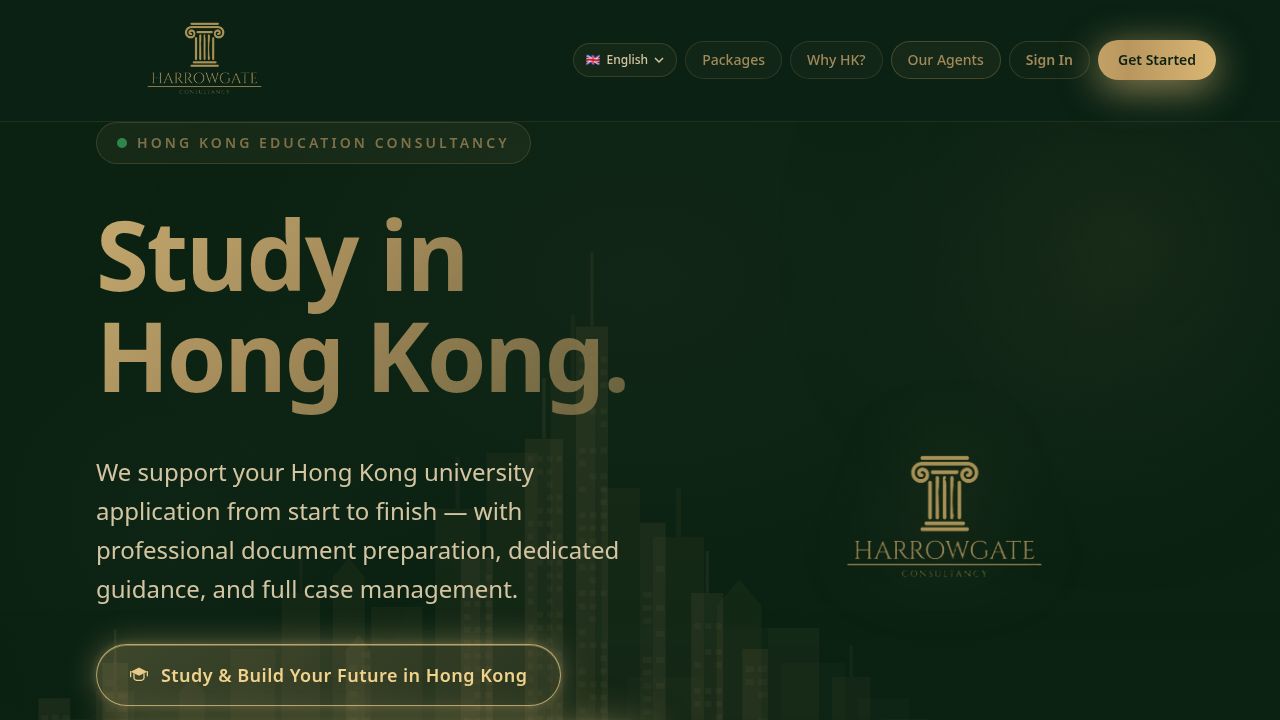 HARROWGATE
CONSULTANCY
English
Packages
Why HK?
Our Agents
Sign In
Get Started
HONG KONG EDUCATION CONSULTANCY
Study in
Hong Kong.
We support your Hong Kong university
application from start to finish — with
professional document preparation, dedicated
guidance, and full case management.
HARROWGATE
CONSULTANCY
Study & Build Your Future in Hong Kong